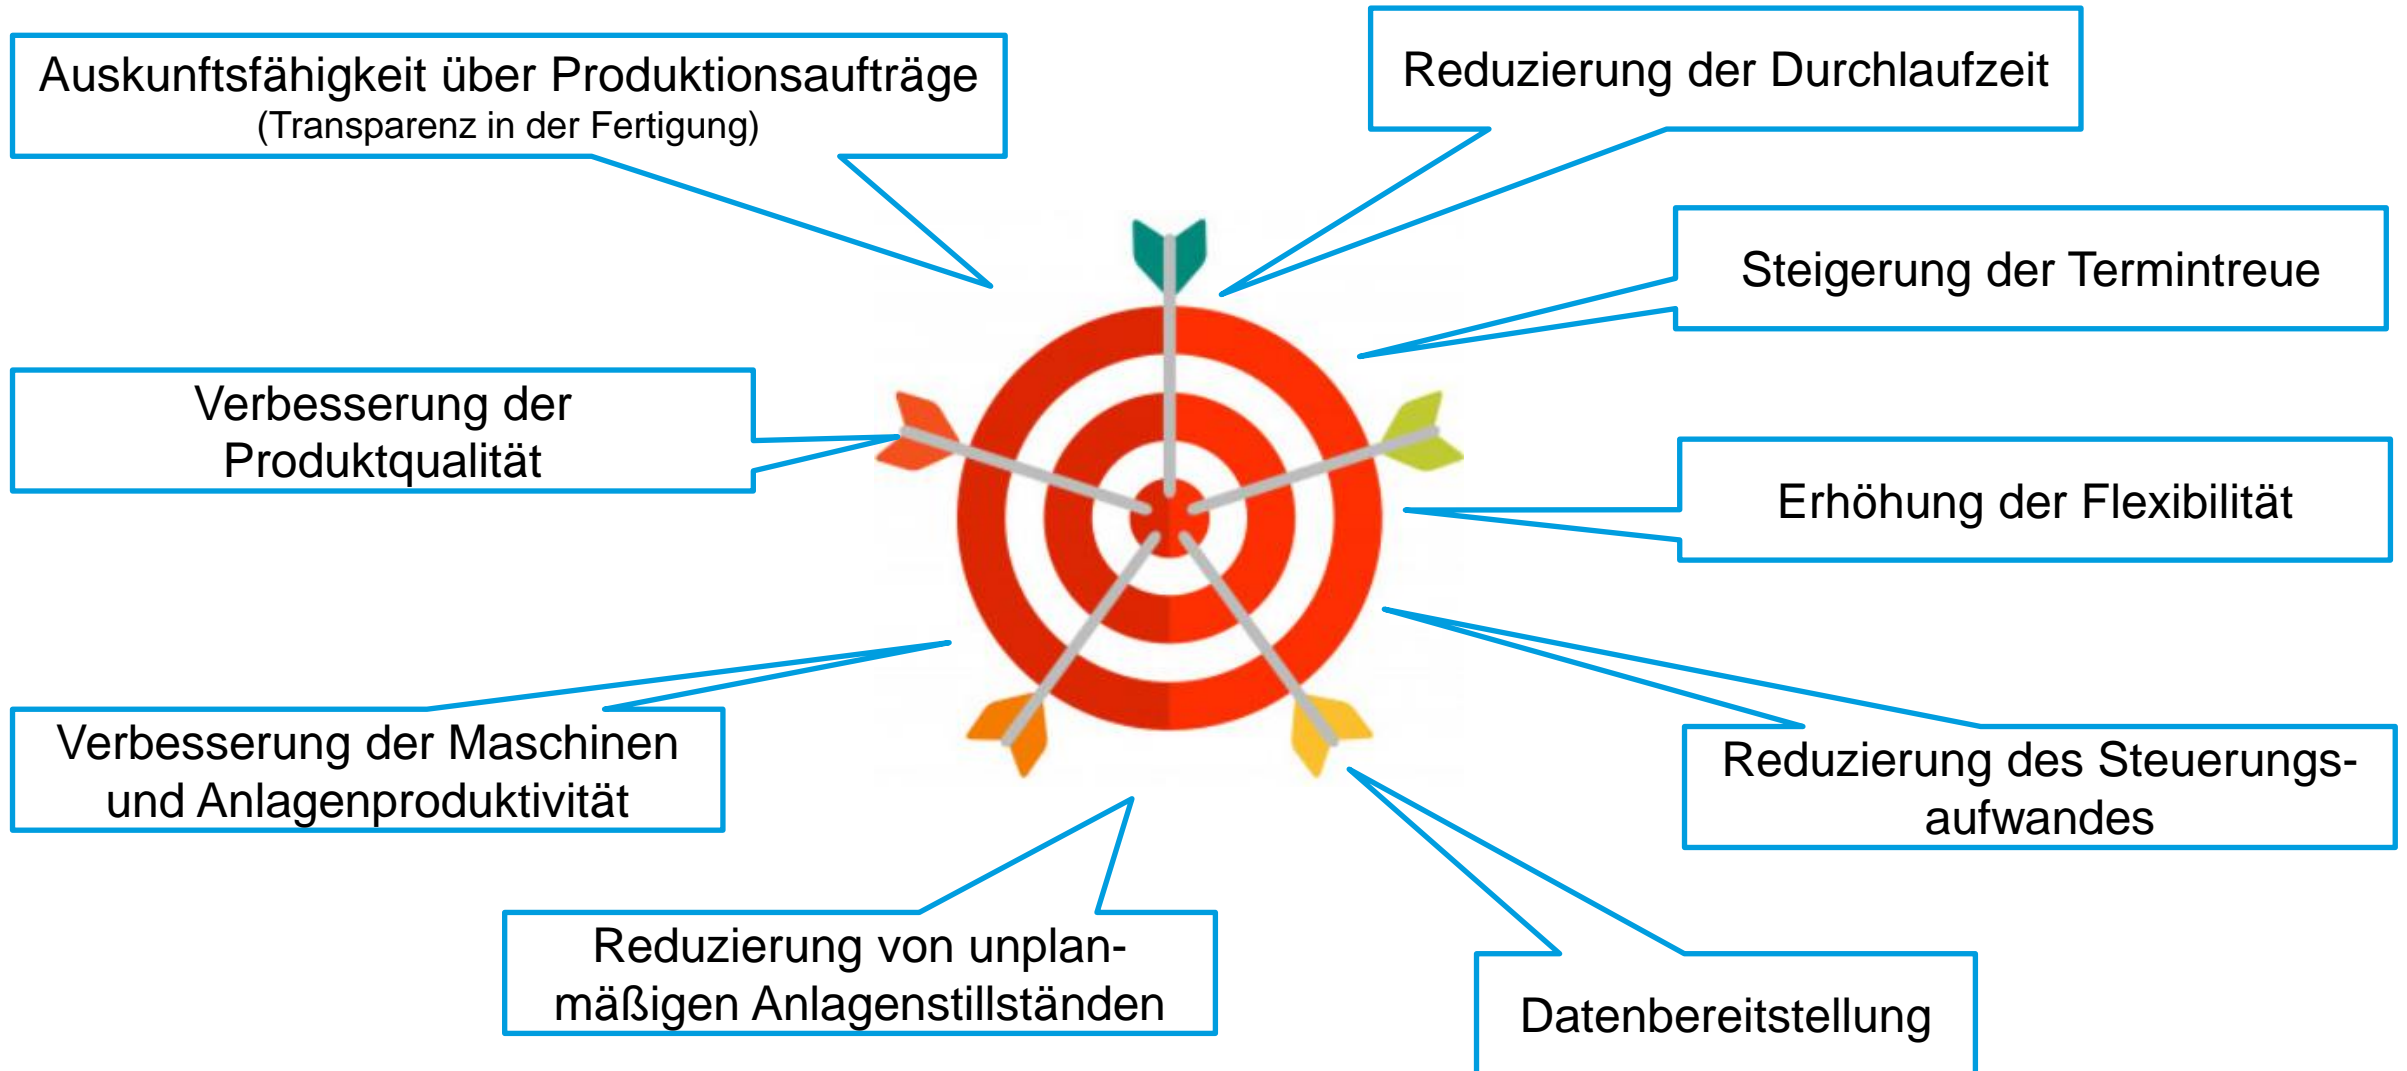 Auskunftsfähigkeit über Produktionsaufträge
(Transparenz in der Fertigung)
Reduzierung der Durchlaufzeit
Steigerung der Termintreue
Verbesserung der
Produktqualität
Erhöhung der Flexibilität
Verbesserung der Maschinen
und Anlagenproduktivität
Reduzierung des Steuerungs-
aufwandes
Reduzierung von unplan-
mäßigen Anlagenstillständen
Datenbereitstellung